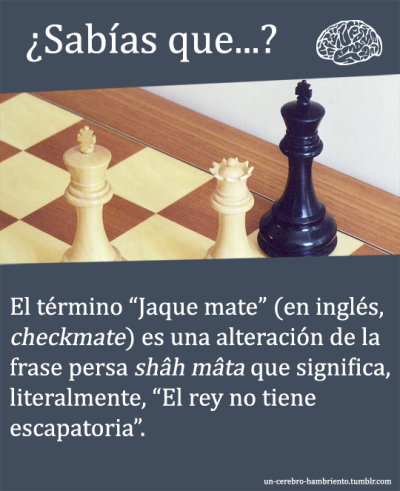 ¿Sabías que...?
El término “Jaque mate” (en inglés,
checkmate) es una alteración de la
frase persa shâh mâta que significa,
literalmente, “El rey no tiene
escapatoria”.
un-cerebro-hambriento.tumblr.com